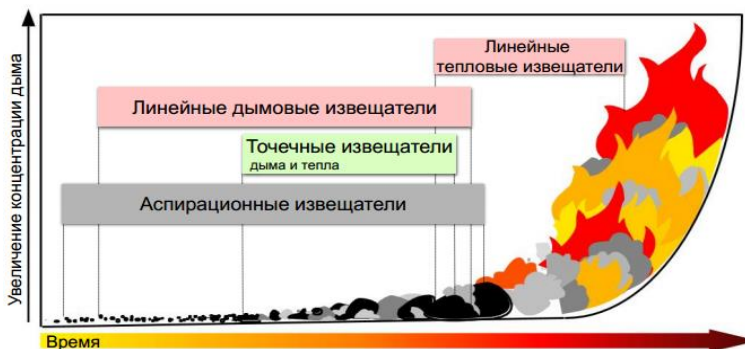 Увеличение концентрации дыма
Линейные
тепловые извещатели
Линейные дымовые извещатели
Точечные извещатели
дыма и тепла
Аспирационные извещатели
Время